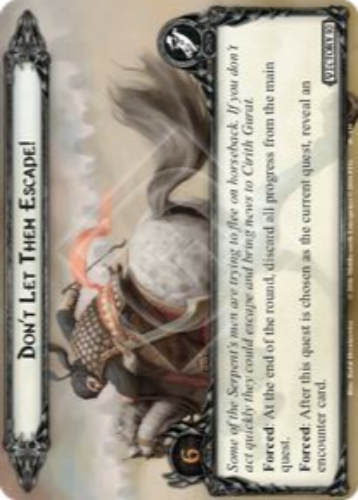 DON'T LET THEM ESCAPE!
Some of the Serpent's men are trying to flee on horseback. If you don't
act quickly they could escape and bring news to Cirith Gurat.
Forced: At the end of the round, discard all progress from the main
quest.
Forced: After this quest is chosen as the current quest, reveal an
encounter card.
6